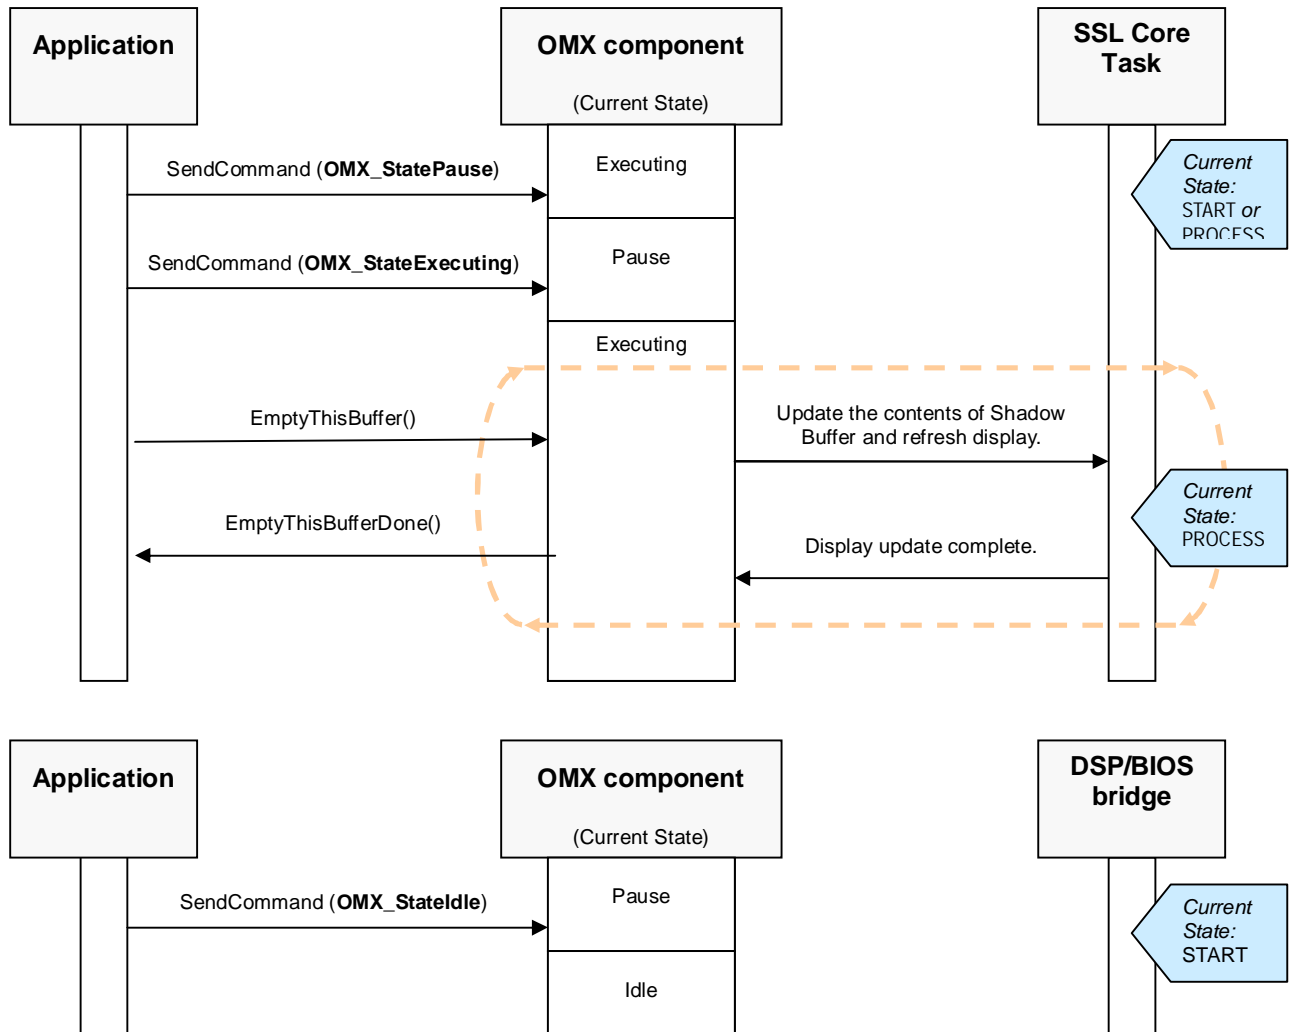 Application
OMX component
(Current State)
SSL Core
Task
SendCommand (OMX_StatePause)
Executing
Current
State:
START or
PROCESS
SendCommand (OMX_StateExecuting)
Pause
Executing
EmptyThisBuffer()
Update the contents of Shadow
Buffer and refresh display.
EmptyThisBufferDone()
Display update complete.
Current
State:
PROCESS
Application
OMX component
(Current State)
DSP/BIOS
bridge
SendCommand (OMX_StateIdle)
Pause
Current
State:
START
Idle